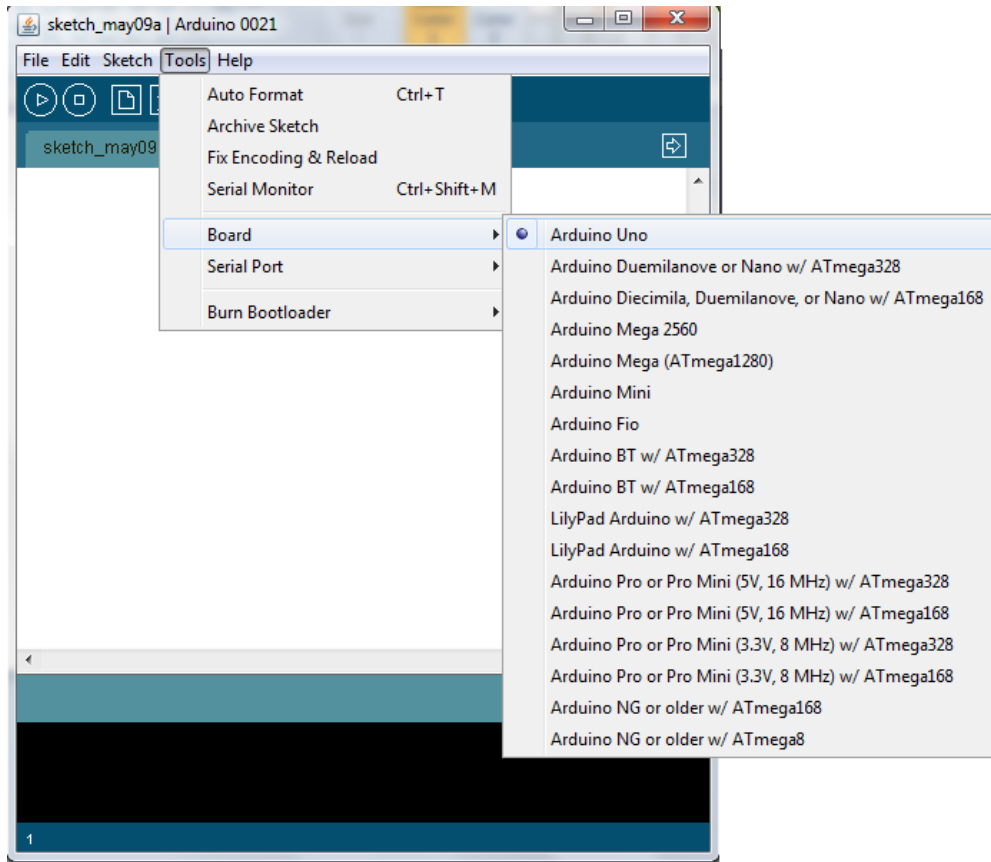 sketch_may09a | Arduino 0021
File Edit Sketch Tools Help
sketch_may09
Auto Format Ctrl+T
Archive Sketch
Fix Encoding & Reload
Serial Monitor Ctrl+Shift+M
Board
Serial Port
Burn Bootloader
Arduino Uno
Arduino Duemilanove or Nano w/ ATmega328
Arduino Diecimila, Duemilanove, or Nano w/ ATmega168
Arduino Mega 2560
Arduino Mega (ATmega1280)
Arduino Mini
Arduino Fio
Arduino BT w/ ATmega328
Arduino BT w/ ATmega168
LilyPad Arduino w/ ATmega328
LilyPad Arduino w/ ATmega168
Arduino Pro or Pro Mini (5V, 16 MHz) w/ ATmega328
Arduino Pro or Pro Mini (5V, 16 MHz) w/ ATmega168
Arduino Pro or Pro Mini (3.3V, 8 MHz) w/ ATmega328
Arduino Pro or Pro Mini (3.3V, 8 MHz) w/ ATmega168
Arduino NG or older w/ ATmega168
Arduino NG or older w/ ATmega8
1